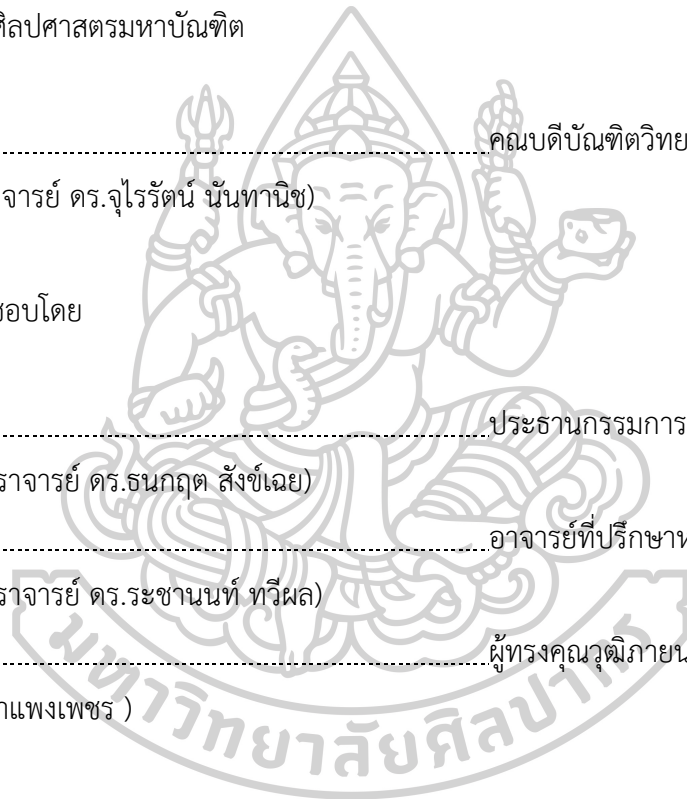 ศิลปศาสตรมหาบัณฑิต
คณบดีบัณฑิตวิทย
จารย์ ดร.จุไรรัตน์ นันทานิช)
สอบโดย
ประธานกรรมการ
ราจารย์ ดร.ธนกฤต สังข์เฉย)
อาจารย์ที่ปรึกษาห
ราจารย์ ดร.ระชานนท์ ทวีผล)
ผู้ทรงคุณวุฒิภายน
าแพงเพชร )
มหาวิทยาลัยศิลปากร